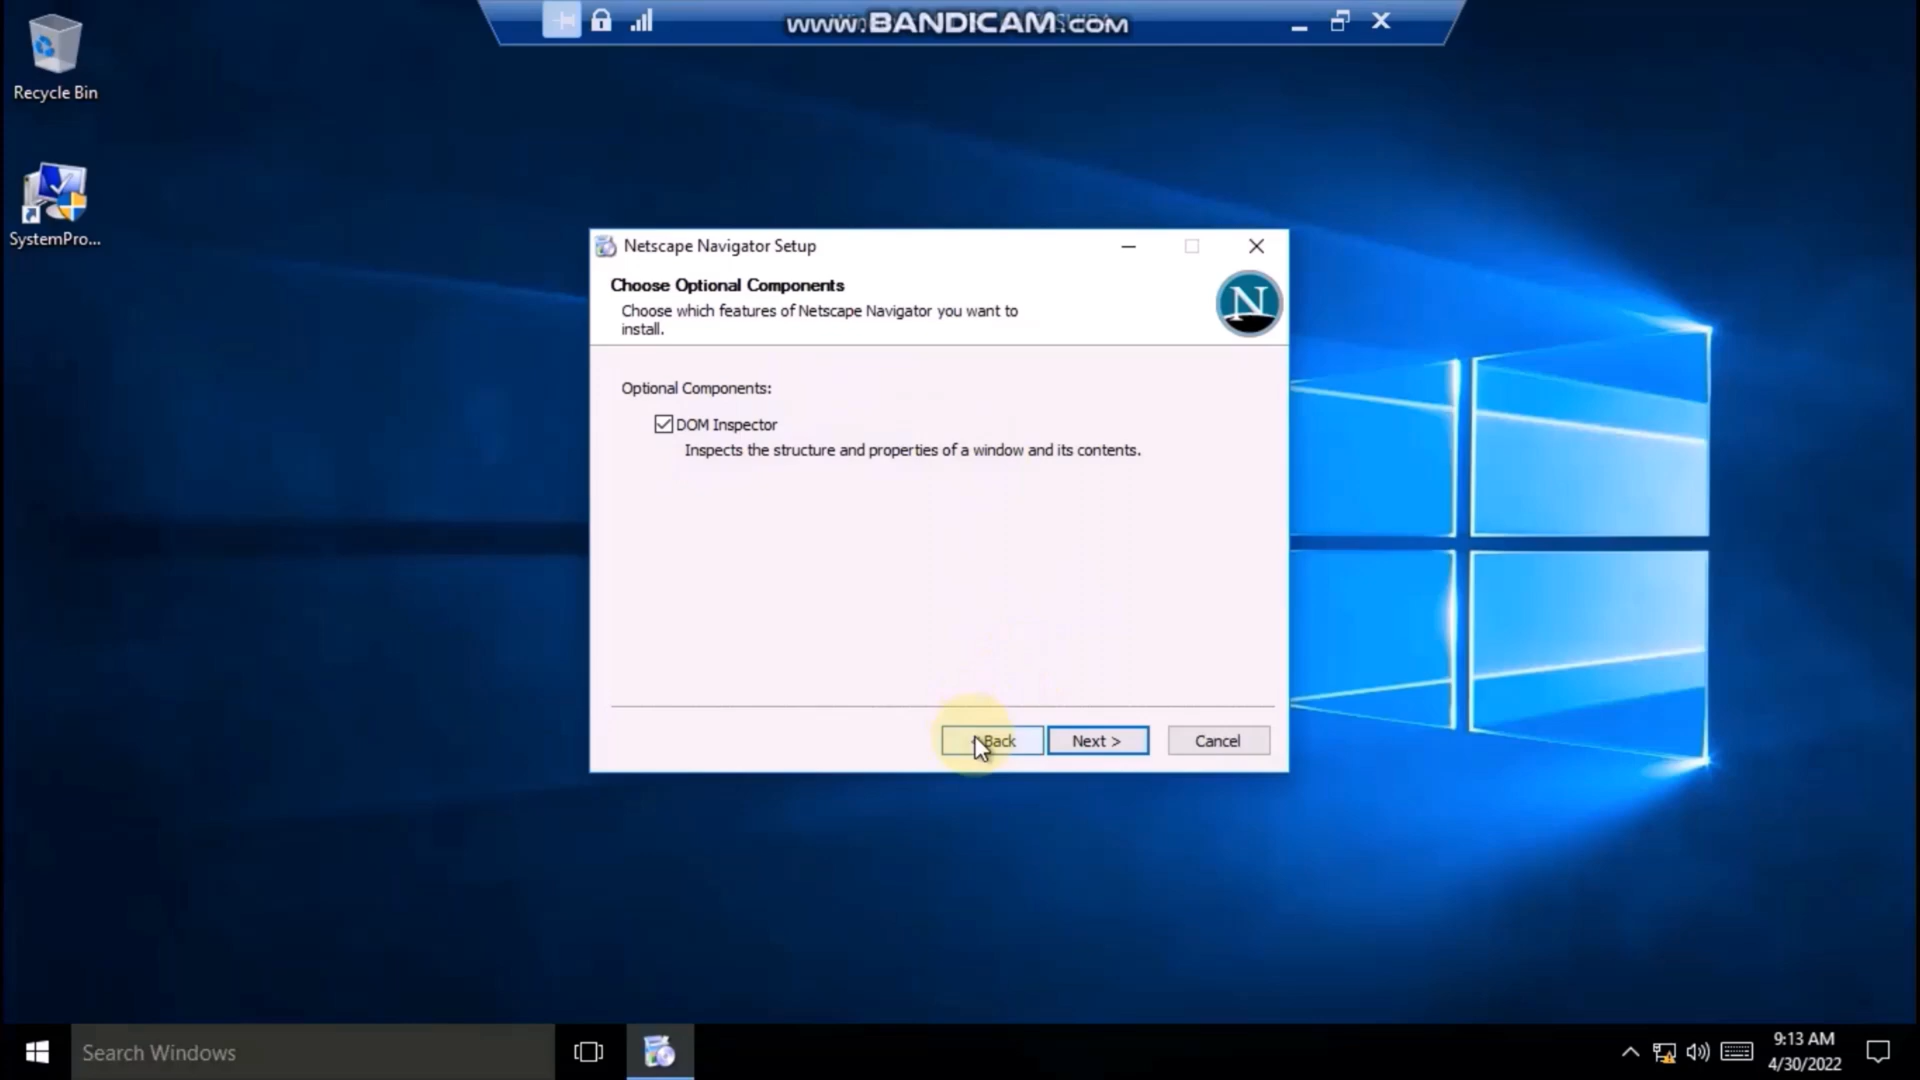 www.BANDICAM.com
Recycle Bin
SystemPro...
Netscape Navigator Setup
Choose Optional Components
Choose which features of Netscape Navigator you want to
install.
N
Optional Components:
DOM Inspector
Inspects the structure and properties of a window and its contents.
< Back
Next >
Cancel
Search Windows
9:13 AM
4/30/2022